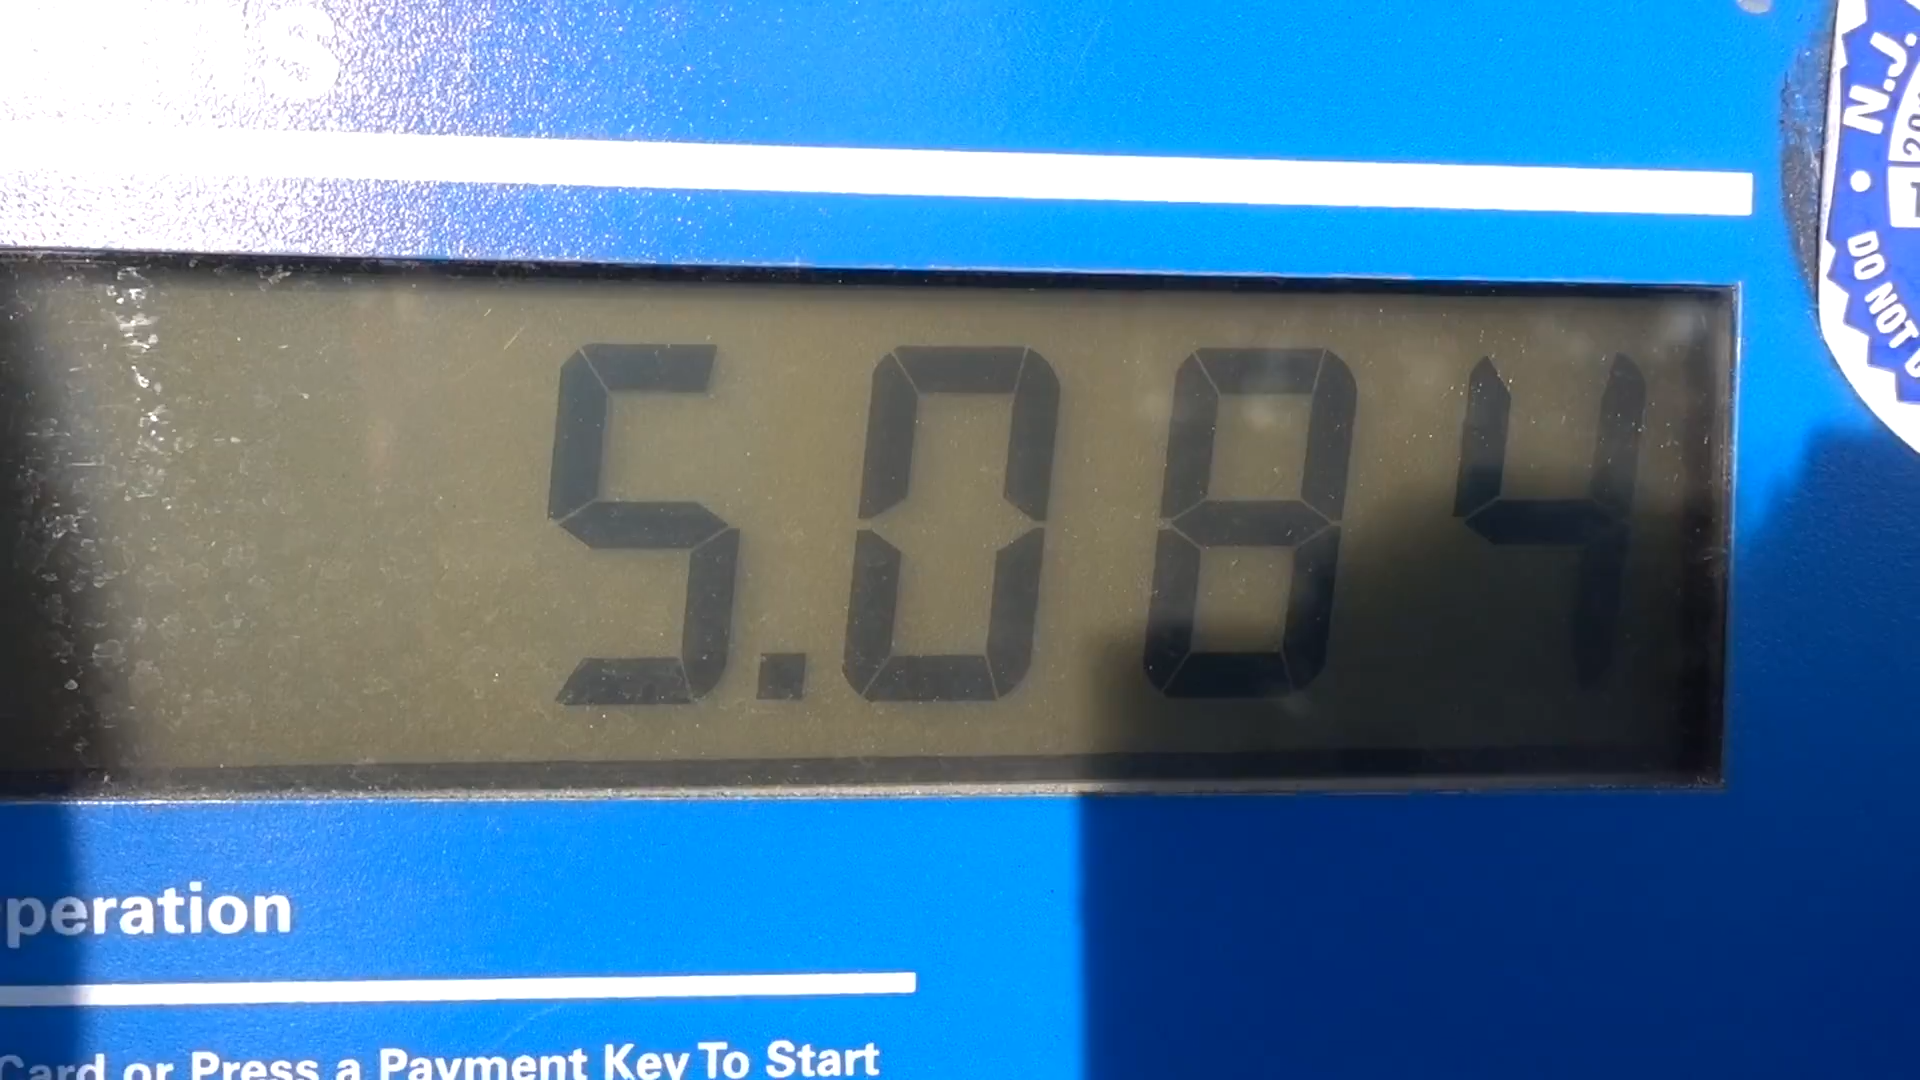 5.084
N.J.
DO NOT
peration
Card or Press a Payment Key To Start